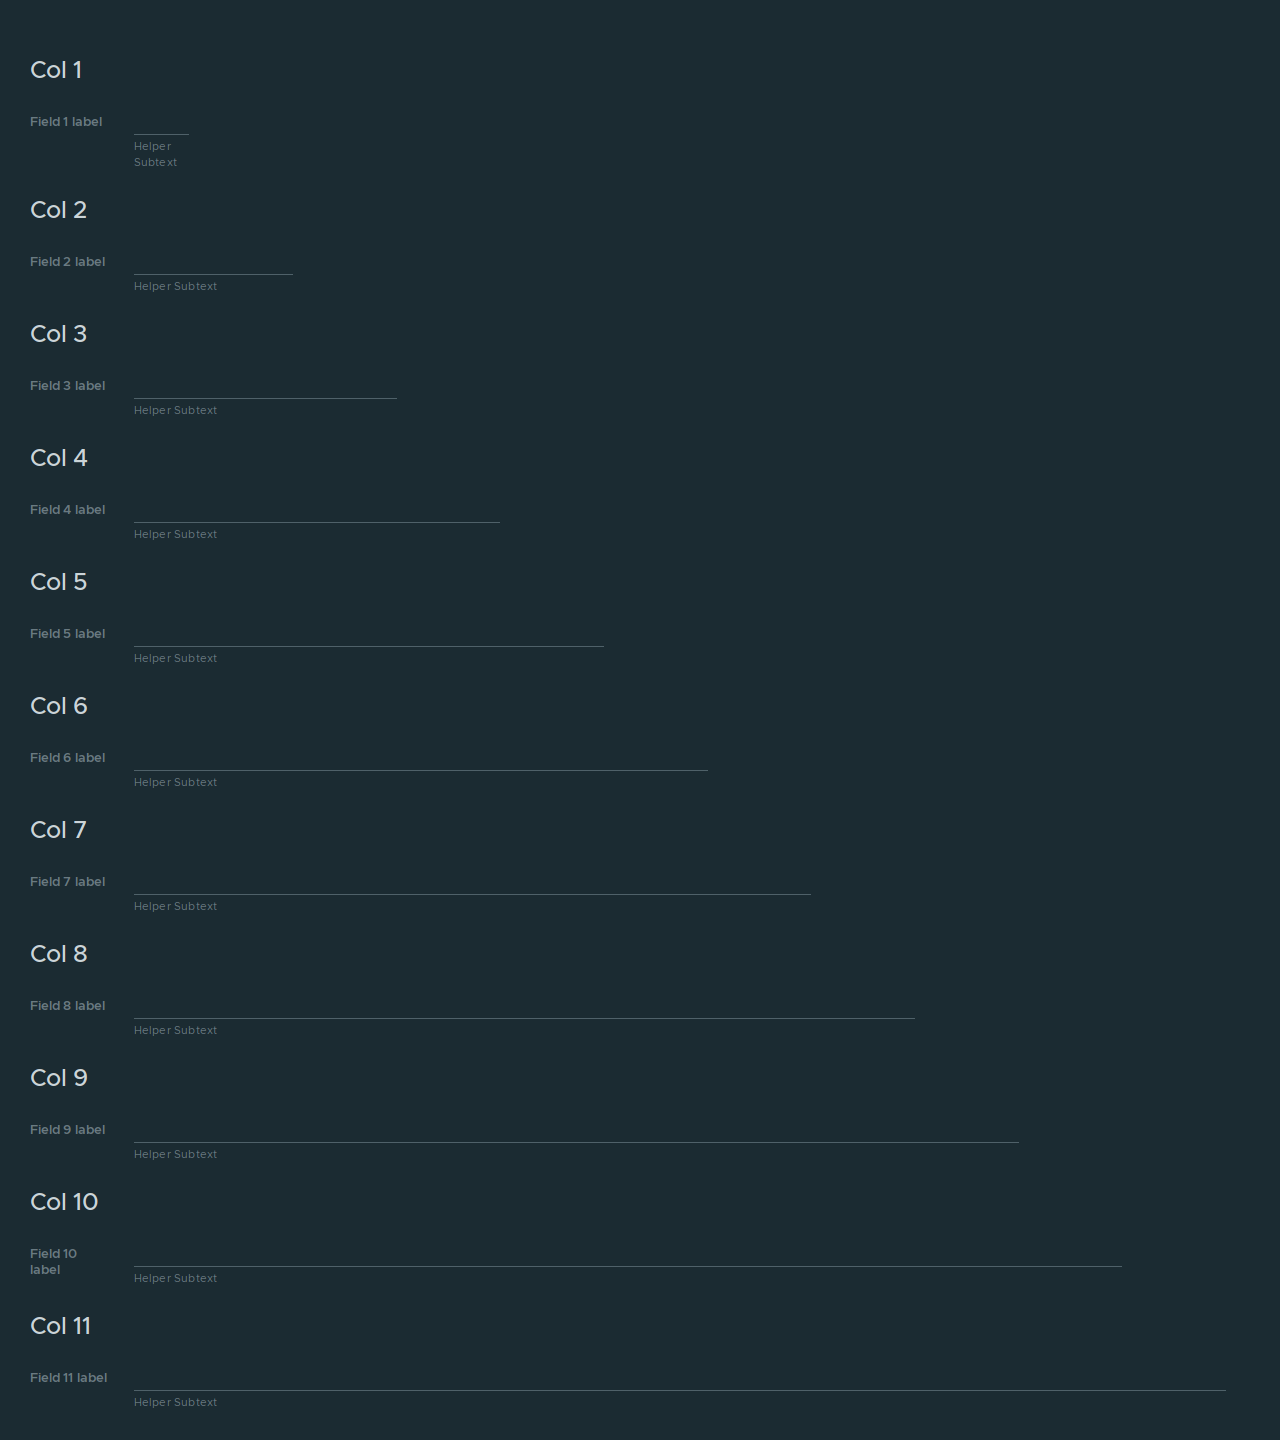 Col 1
Field 1 label
Helper
Subtext
Col 2
Field 2 label
Helper Subtext
Col 3
Field 3 label
Helper Subtext
Col 4
Field 4 label
Helper Subtext
Col 5
Field 5 label
Helper Subtext
Col 6
Field 6 label
Helper Subtext
Col 7
Field 7 label
Helper Subtext
Col 8
Field 8 label
Helper Subtext
Col 9
Field 9 label
Helper Subtext
Col 10
Field 10
label
Helper Subtext
Col 11
Field 11 label
Helper Subtext